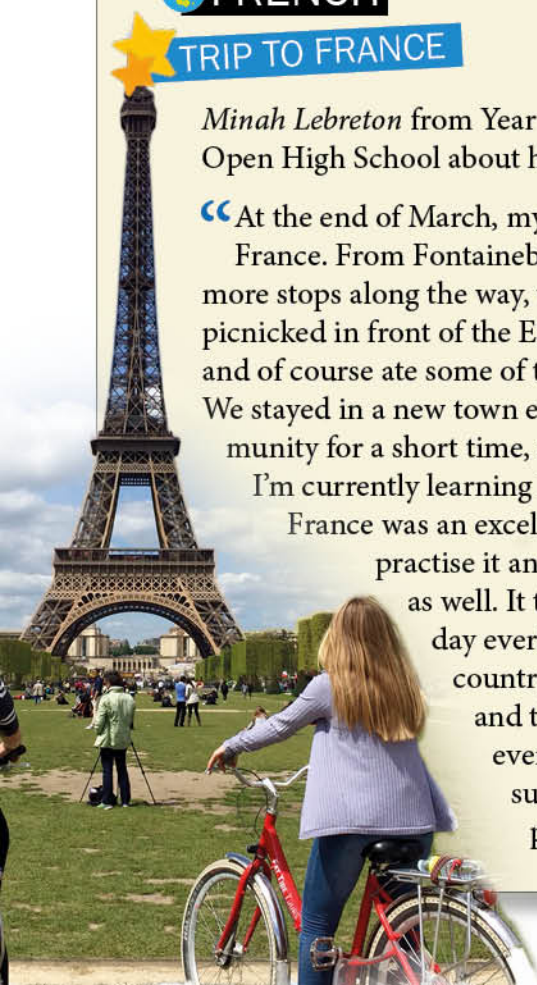 FRENCH
TRIP TO FRANCE
Minah Lebreton from Year
Open High School about h
“At the end of March, my
France. From Fontaineb
more stops along the way,
picnicked in front of the E
and of course ate some of t
We stayed in a new town e
munity for a short time,
I’m currently learning
France was an excel
practise it an
as well. It t
day ever
countr
and t
eve
su